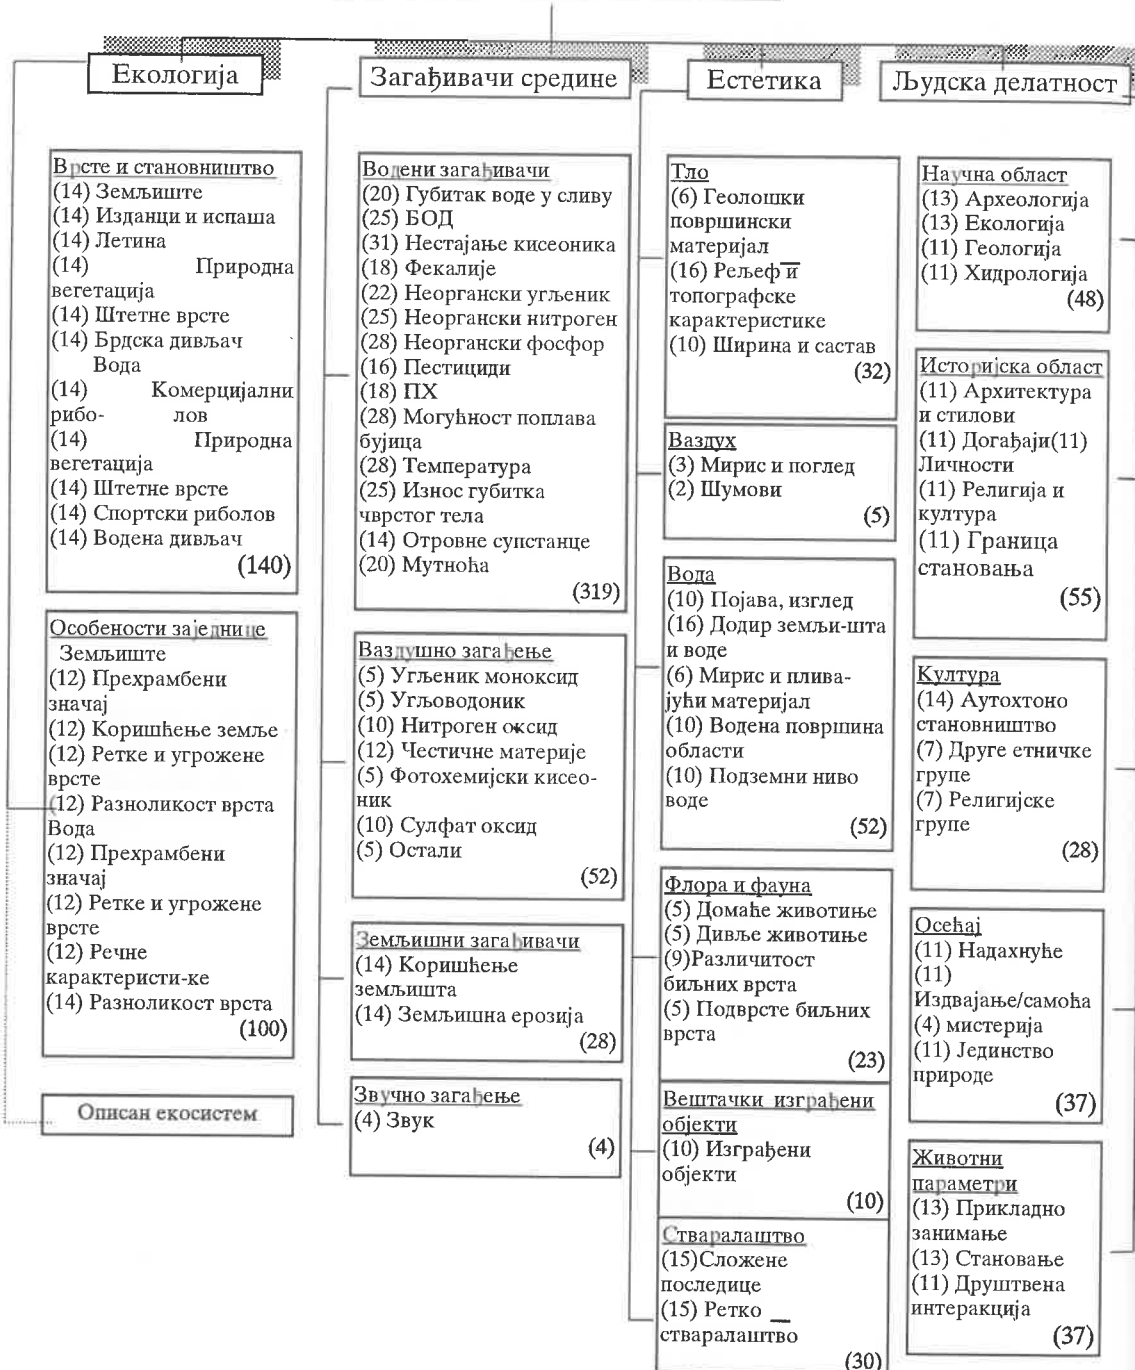 Екологија
Врсте и становништво
(14) Земљиште
(14) Изданци и испаша
(14) Летина
(14) Природна
вегетација
(14) Штетне врсте
(14) Брдска дивљач
Вода
(14) Комерцијални
рибо- лов
(14) Природна
вегетација
(14) Штетне врсте
(14) Спортски риболов
(14) Водена дивљач
(140)
Особености заједнице
Земљиште
(12) Прехрамбени
значај
(12) Коришћење земље
(12) Ретке и угрожене
врсте
(12) Разноликост врста
Вода
(12) Прехрамбени
значај
(12) Ретке и угрожене
врсте
(12) Речне
карактеристи-ке
(14) Разноликост врста
(100)
Описан екосистем
Загађивачи средине
Водени загађивачи
(20) Губитак воде у сливу
(25) БОД
(31) Нестајање кисеоника
(18) Фекалије
(22) Неоргански угљеник
(25) Неоргански нитроген
(28) Неоргански фосфор
(16) Пестициди
(18) ПХ
(28) Могућност поплава
бујица
(28) Температура
(25) Износ губитка
чврстог тела
(14) Отровне супстанце
(20) Мутноћа
(319)
Ваздушно загађење
(5) Угљеник моноксид
(5) Угљоводоник
(10) Нитроген оксид
(12) Честичне материје
(5) Фотохемијски кисео-
ник
(10) Сулфат оксид
(5) Остали
(52)
Земљишни загађивачи
(14) Коришћење
земљишта
(14) Земљишна ерозија
(28)
Звучно загађење
(4) Звук
(4)
Естетика
Тло
(6) Геолошки
површински
материјал
(16) Рељеф и
топографске
карактеристике
(10) Ширина и састав
(32)
Ваздух
(3) Мирис и поглед
(2) Шумови
(5)
Вода
(10) Појава, изглед
(16) Додир земљи-шта
и воде
(6) Мирис и плива-
јући материјал
(10) Водена површина
области
(10) Подземни ниво
воде
(52)
Флора и фауна
(5) Домаће животиње
(5) Дивље животиње
(9)Различитост
биљних врста
(5) Подврсте биљних
врста
(23)
Вештачки изграђени
објекти
(10) Изграђени
објекти
(10)
Стваралаштво
(15)Сложене
последице
(15) Ретко
стваралаштво
(30)
Људска делатност
Научна област
(13) Археологија
(13) Екологија
(11) Геологија
(11) Хидрологија
(48)
Историјска област
(11) Архитектура
и стилови
(11) Догађаји(11)
Личности
(11) Религија и
култура
(11) Граница
становања
(55)
Култура
(14) Аутохтоно
становништво
(7) Друге етничке
групе
(7) Религијске
групе
(28)
Осећај
(11) Надахнуће
(11)
Издвајање/самоћа
(4) мистерија
(11) Јединство
природе
(37)
Животни
параметри
(13) Прикладно
занимање
(13) Становање
(11) Друштвена
интеракција
(37)